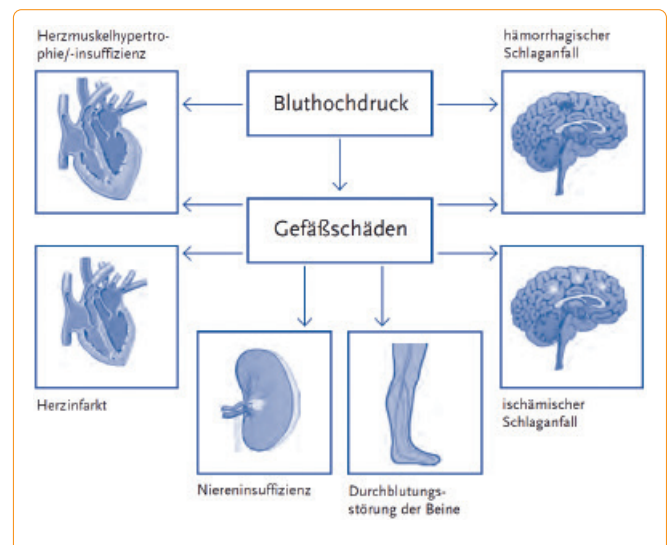 Herzmuskelhypertro-
phie/-insuffizienz
hämorrhagischer
Schlaganfall
Bluthochdruck
Gefäßschäden
Herzinfarkt
ischämischer
Schlaganfall
Niereninsuffizienz
Durchblutungs-
störung der Beine